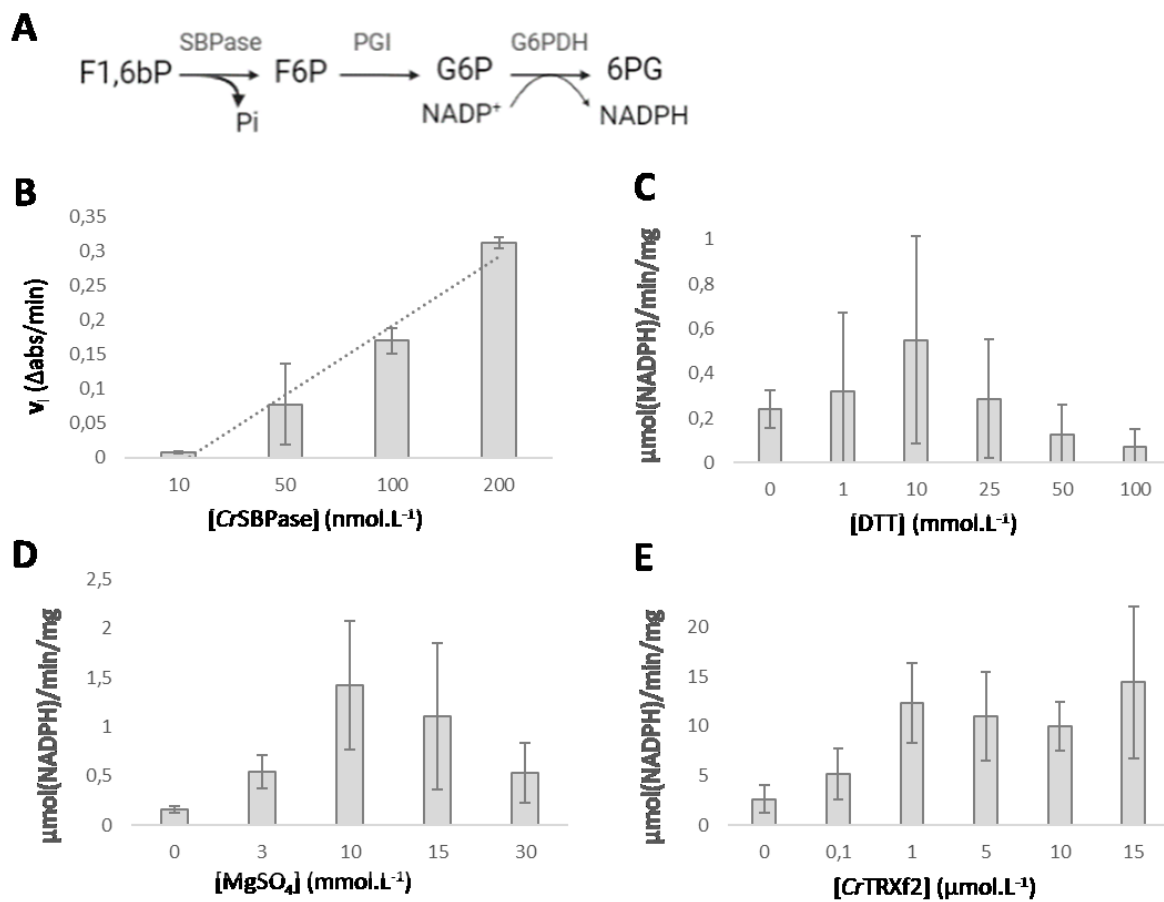 A
SBPase PGI G6PDH
F1,6bP F6P G6P 6PG
Pi NADP⁺ NADPH
B
vᵢ (Δabs/min)
0,35
0,3
0,25
0,2
0,15
0,1
0,05
0
10 50 100 200
[CrSBPase] (nmol.L⁻¹)
C
µmol(NADPH)/min/mg
1
0,8
0,6
0,4
0,2
0
0 1 10 25 50 100
[DTT] (mmol.L⁻¹)
D
µmol(NADPH)/min/mg
2,5
2
1,5
1
0,5
0
0 3 10 15 30
[MgSO₄] (mmol.L⁻¹)
E
µmol(NADPH)/min/mg
20
15
10
5
0
0 0,1 1 5 10 15
[CrTRXf2] (µmol.L⁻¹)